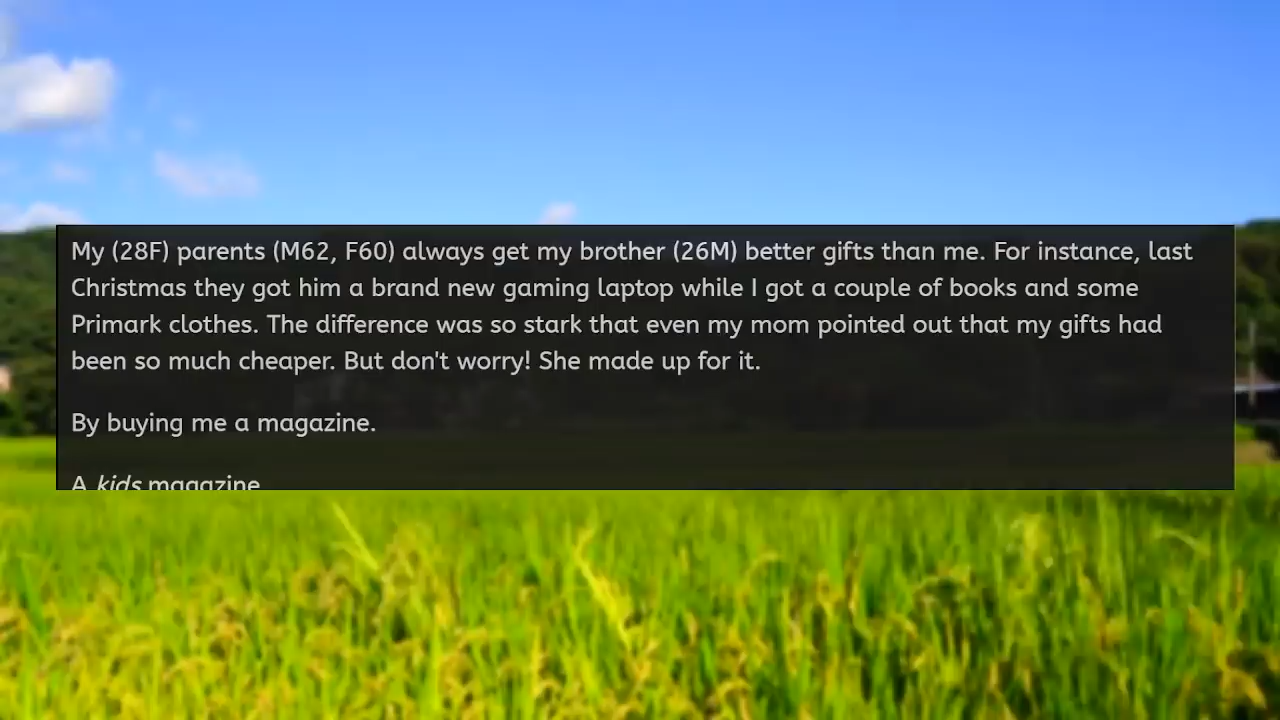 My (28F) parents (M62, F60) always get my brother (26M) better gifts than me. For instance, last
Christmas they got him a brand new gaming laptop while I got a couple of books and some
Primark clothes. The difference was so stark that even my mom pointed out that my gifts had
been so much cheaper. But don't worry! She made up for it.
By buying me a magazine.
A kids magazine